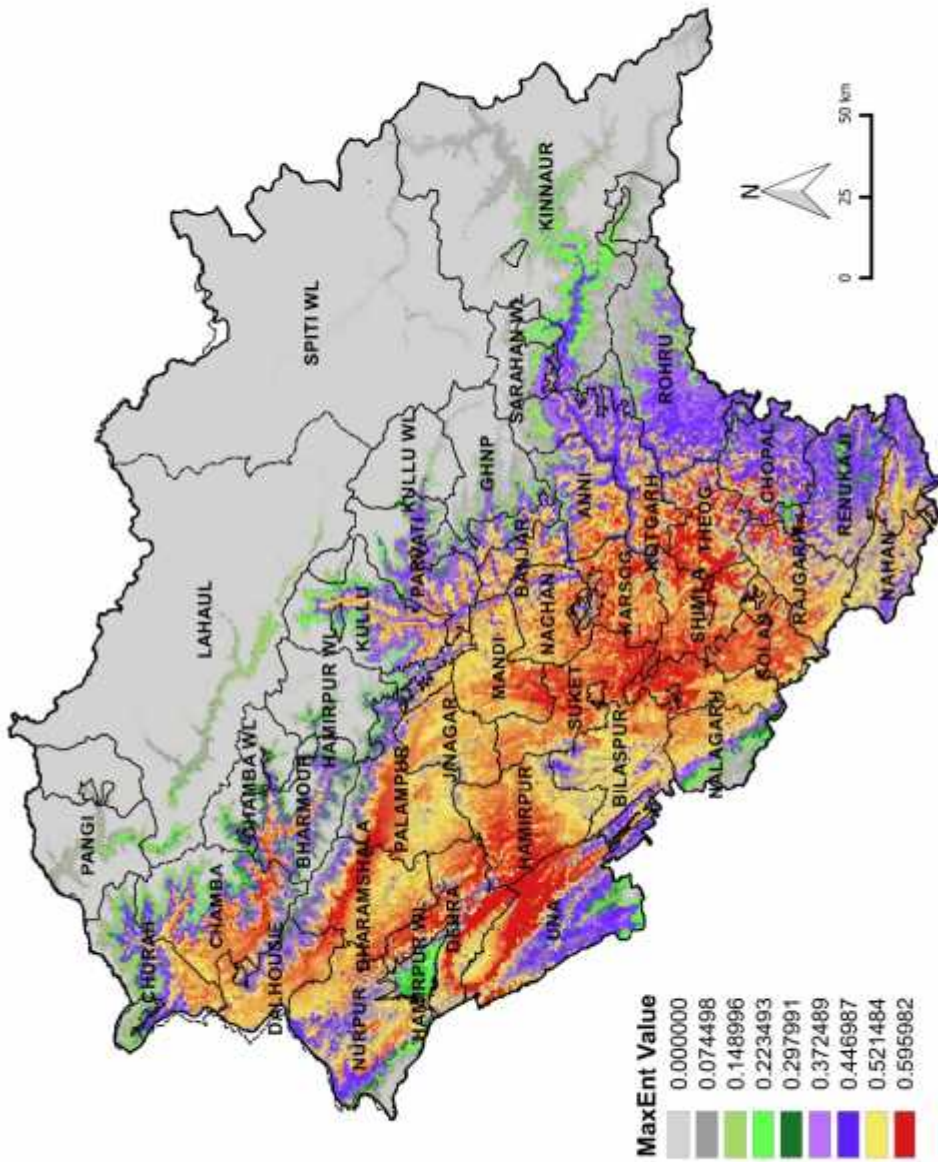 PANGI
LAHAUL
SPITI WL
CHURAH
CHAMBA
CHAMBA WL
BHARMOUR
HAMIRPUR WL
KULLU
PARVATI
KULLU WL
GHNP
SARAHAN WL
KINNAUR
DALHOUSIE
NURPUR
DHARAMSHALA
PALAMPUR
JNAGAR
MANDI
NACHAN
BANJAR
ANNI
ROHRU
HAMIRPUR WL
DEHRA
HAMIRPUR
SUKET
KARSOG
KOTGARH
UNA
BILASPUR
SHIMLA
THEOG
CHOPAL
NALAGARH
SOLAN
RAJGARH
RENUKAJI
NAHAN
N
0 25 50 km
MaxEnt Value
0.000000
0.074498
0.148996
0.223493
0.297991
0.372489
0.446987
0.521484
0.595982